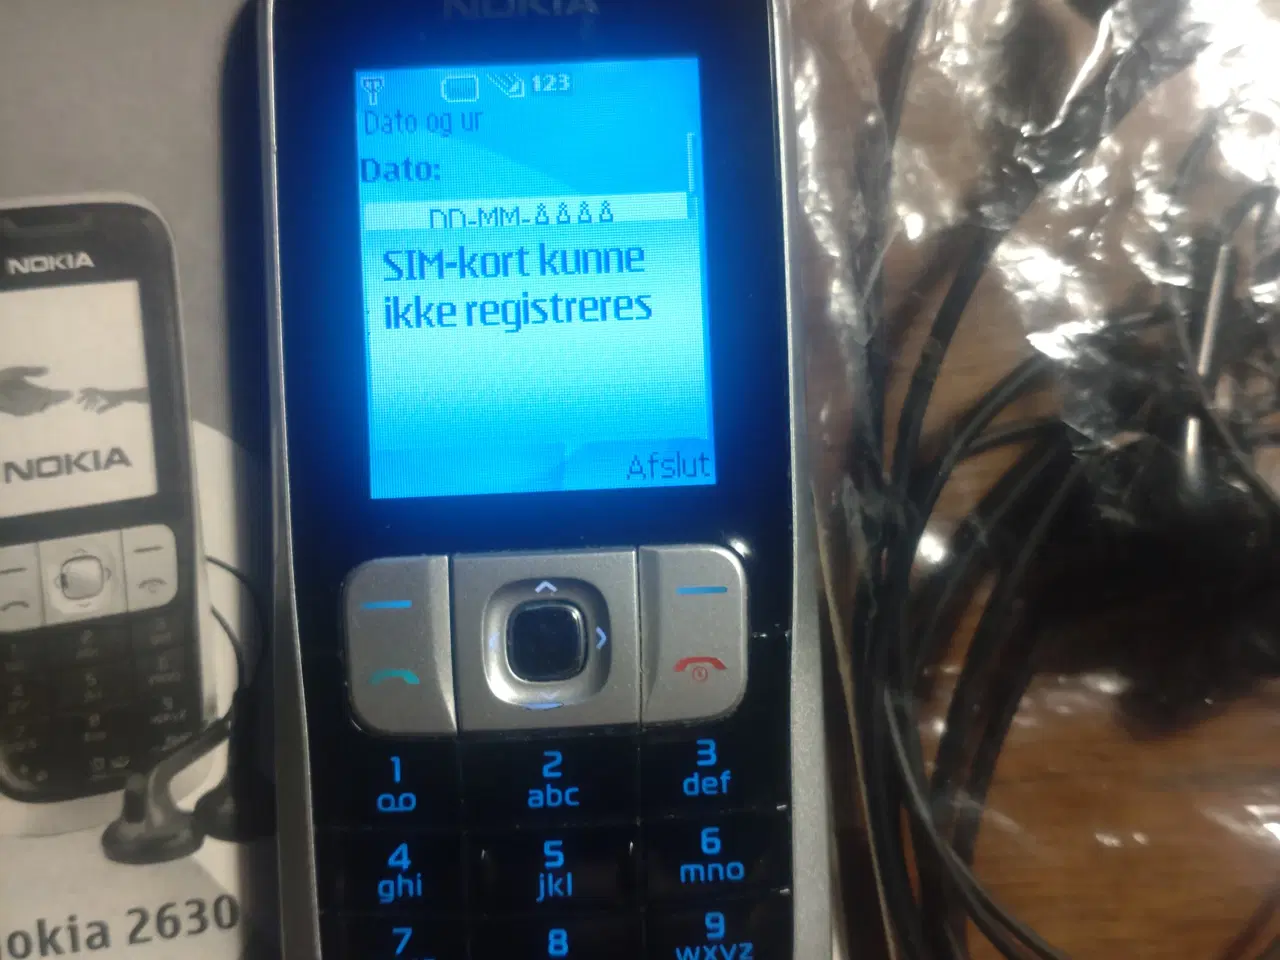 NOKIA
123
Dato og ur
Dato:
DD-MM-åååå
SIM-kort kunne
ikke registreres
Afslut
1
2 abc
3 def
4 ghi
5 jkl
6 mno
7
8
9 wxyz
NOKIA
NOKIA
okia 2630